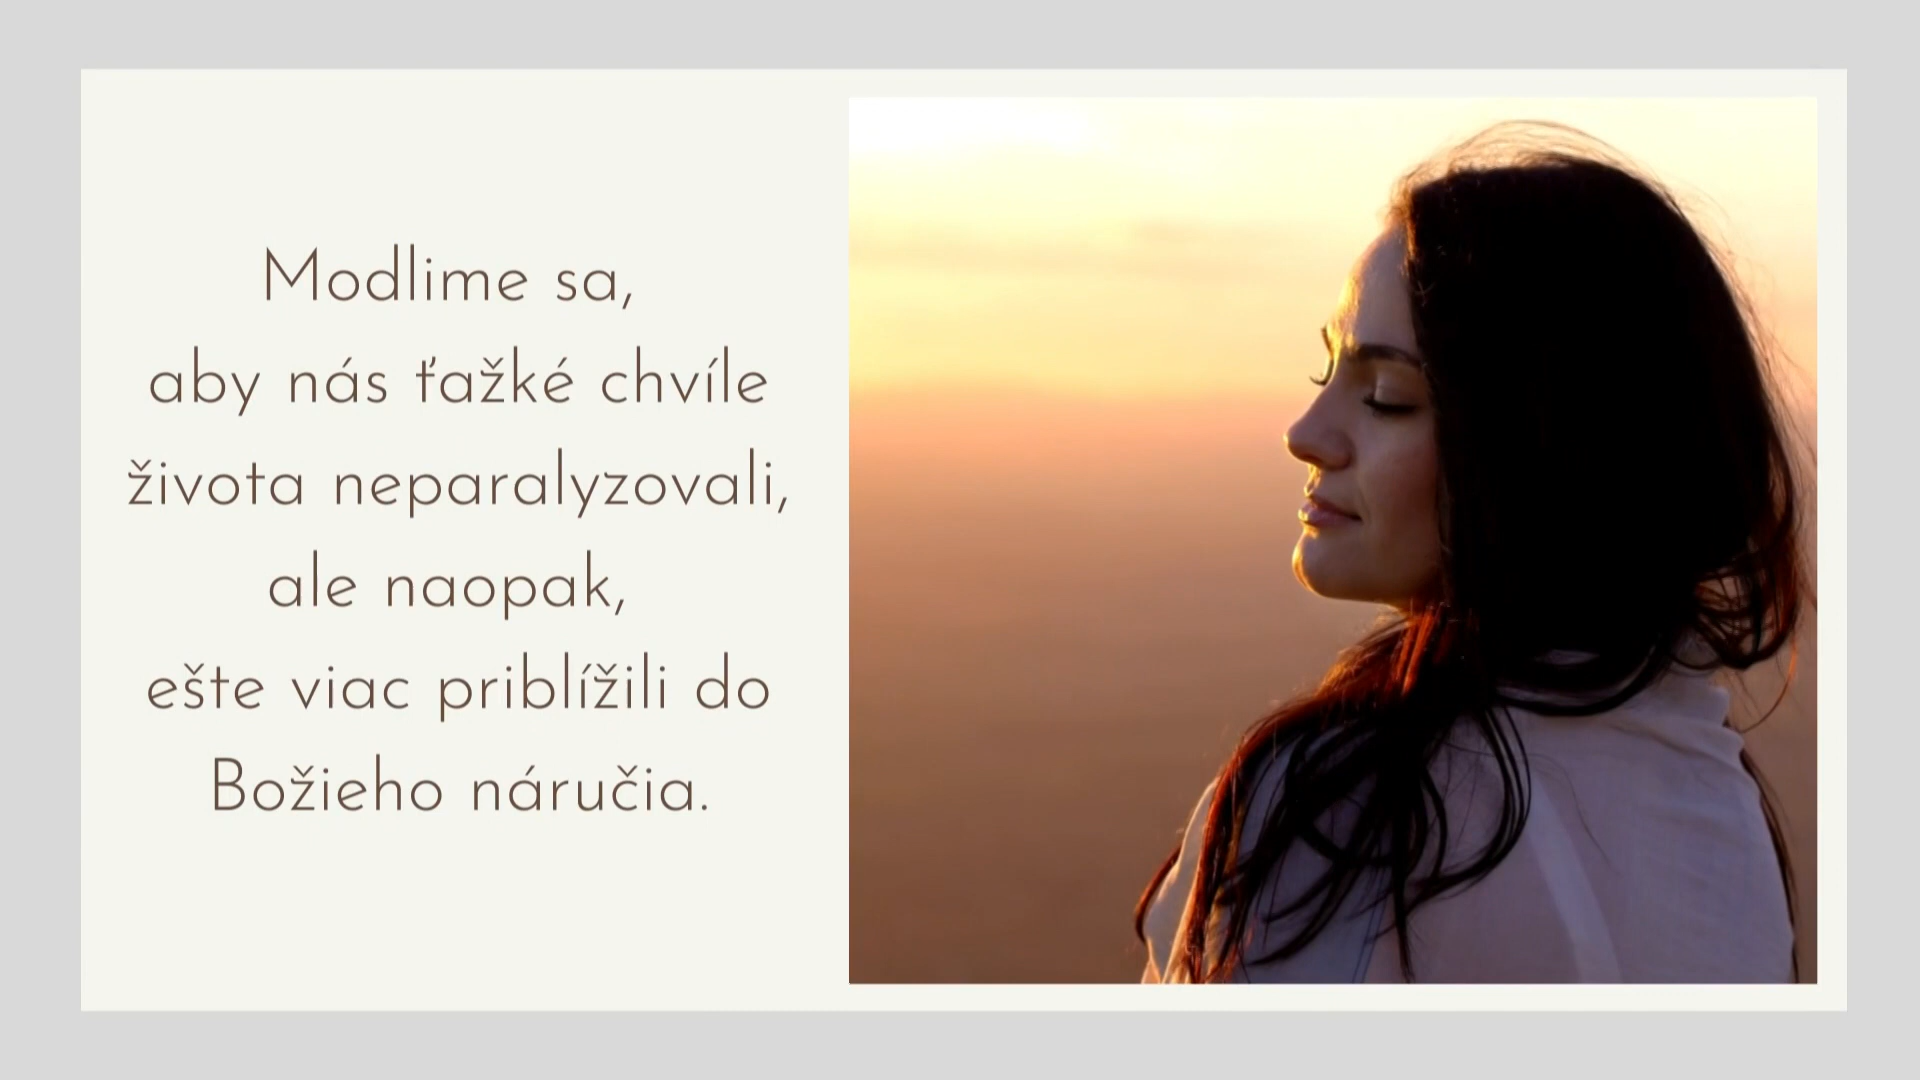 Modlime sa,
aby nás ťažké chvíle
života neparalyzovali,
ale naopak,
ešte viac priblížili do
Božieho náručia.